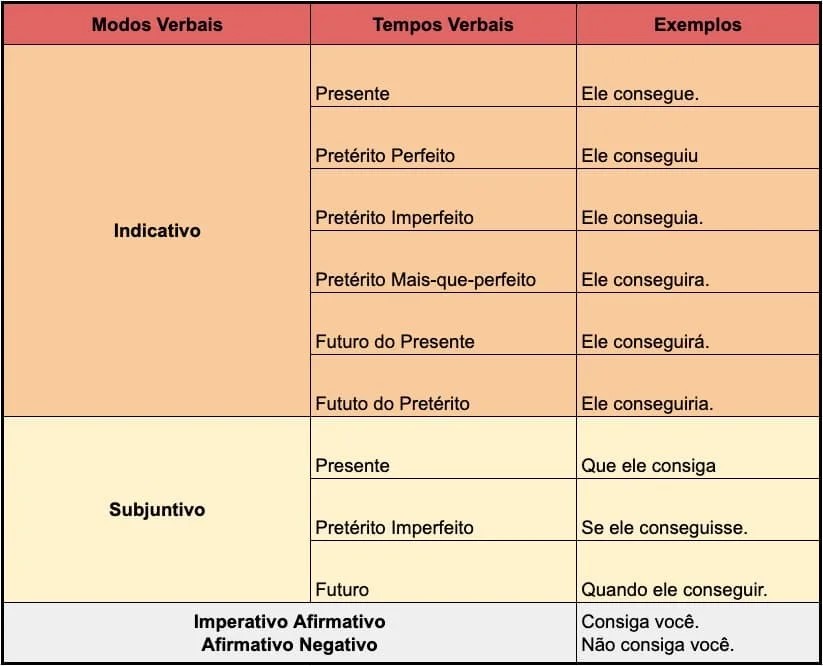 Modos Verbais Tempos Verbais Exemplos
Indicativo
Presente Ele consegue.
Pretérito Perfeito Ele conseguiu
Pretérito Imperfeito Ele conseguia.
Pretérito Mais-que-perfeito Ele conseguira.
Futuro do Presente Ele conseguirá.
Fututo do Pretérito Ele conseguiria.
Subjuntivo
Presente Que ele consiga
Pretérito Imperfeito Se ele conseguisse.
Futuro Quando ele conseguir.
Imperativo Afirmativo Consiga você.
Afirmativo Negativo Não consiga você.